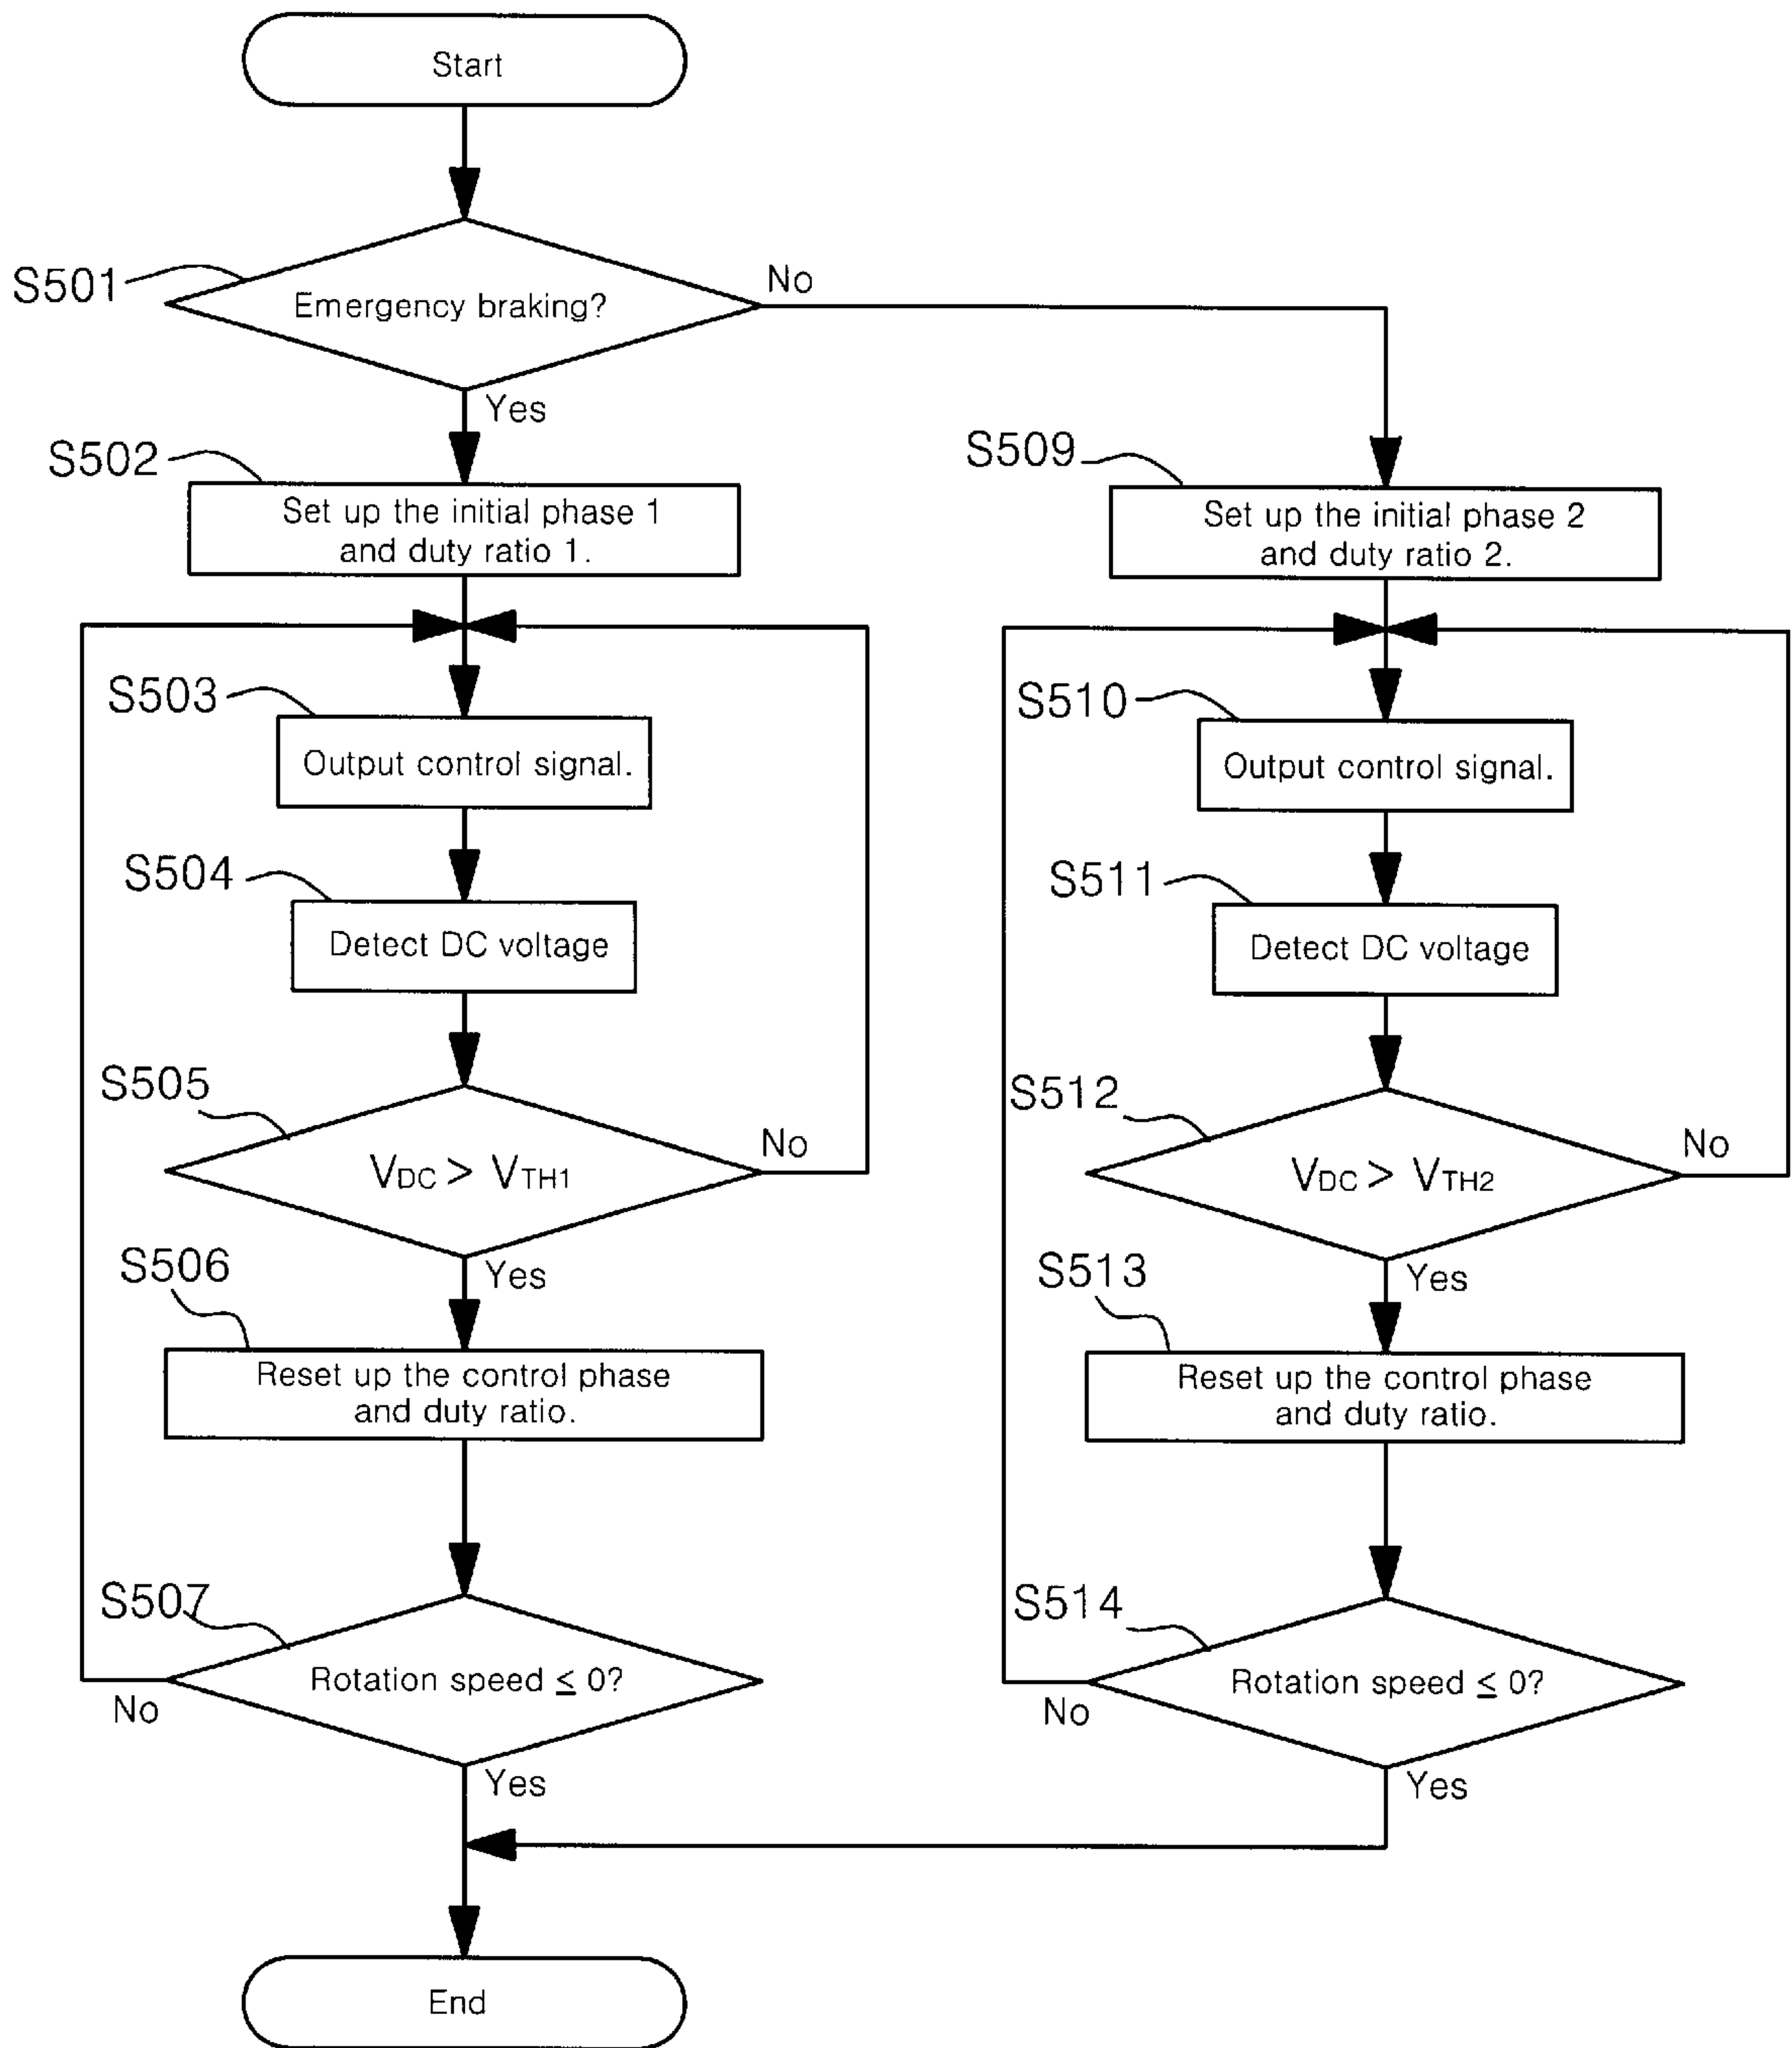 Start
S501
Emergency braking?
No
Yes
S502
Set up the initial phase 1
and duty ratio 1.
S503
Output control signal.
S504
Detect DC voltage
S505
VDC > VTH1
No
Yes
S506
Reset up the control phase
and duty ratio.
S507
Rotation speed ≤ 0?
No
Yes
S509
Set up the initial phase 2
and duty ratio 2.
S510
Output control signal.
S511
Detect DC voltage
S512
VDC > VTH2
No
Yes
S513
Reset up the control phase
and duty ratio.
S514
Rotation speed ≤ 0?
No
Yes
End